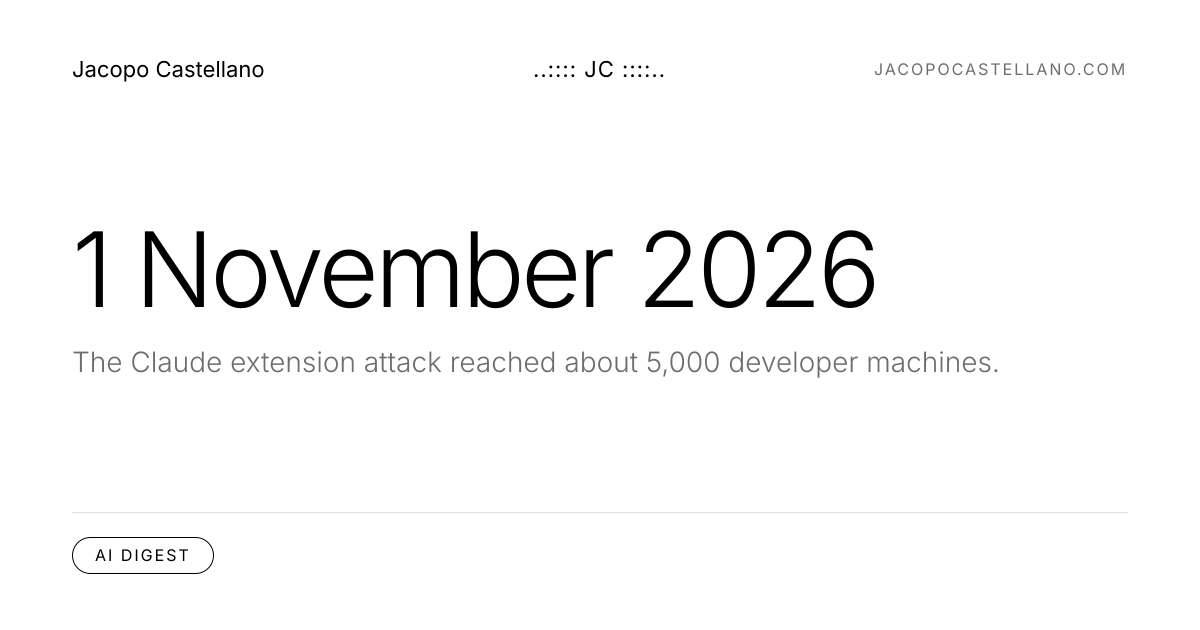 Jacopo Castellano
..:::: JC ::::..
JACOPOCASTELLANO.COM
1 November 2026
The Claude extension attack reached about 5,000 developer machines.
AI DIGEST